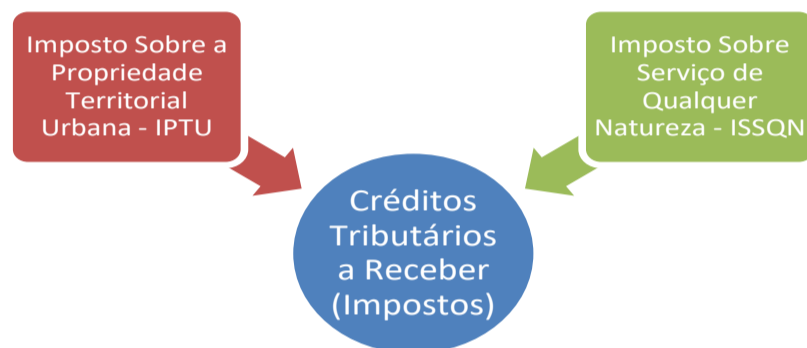 Imposto Sobre a
Propriedade
Territorial
Urbana - IPTU
Imposto Sobre
Serviço de
Qualquer
Natureza - ISSQN
Créditos
Tributários
a Receber
(Impostos)